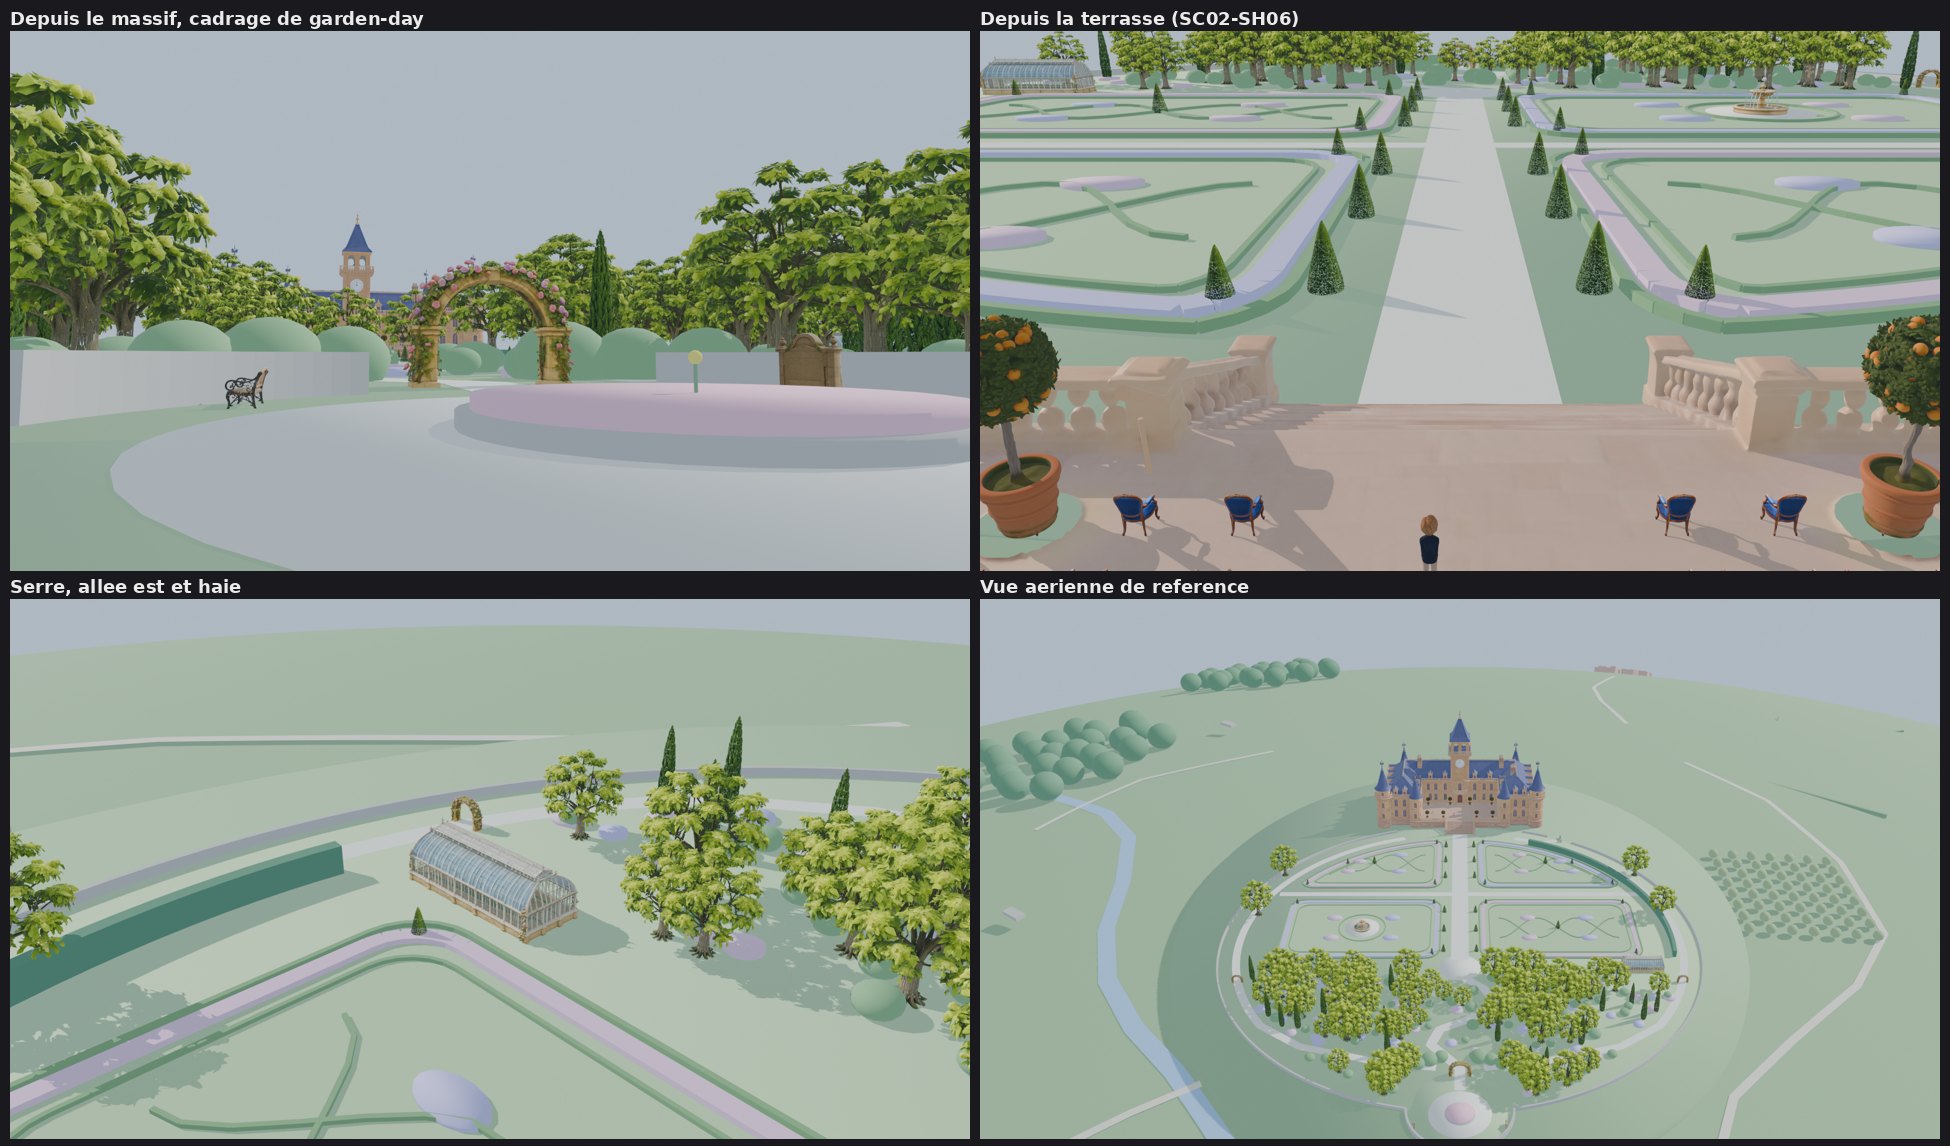 Depuis le massif, cadrage de garden-day
Depuis la terrasse (SC02-SH06)
Serre, allee est et haie
Vue aerienne de reference